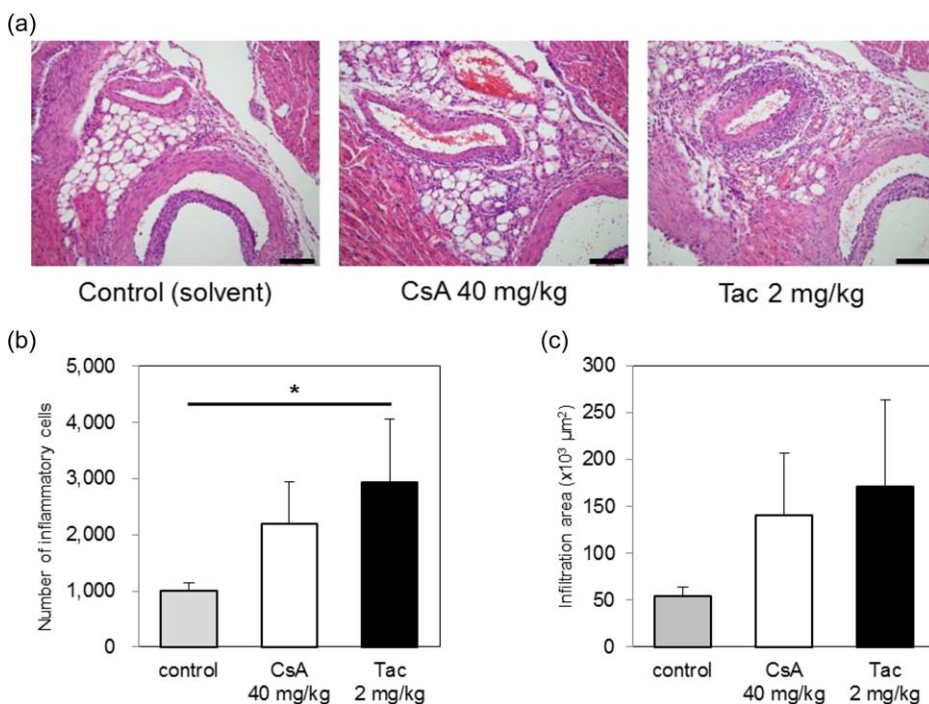 (a)
Control (solvent)
CsA 40 mg/kg
Tac 2 mg/kg
(b)
Number of inflammatory cells
5,000
4,000
3,000
2,000
1,000
0
*
control
CsA
40 mg/kg
Tac
2 mg/kg
(c)
Infiltration area (x10³ µm²)
300
250
200
150
100
50
0
control
CsA
40 mg/kg
Tac
2 mg/kg